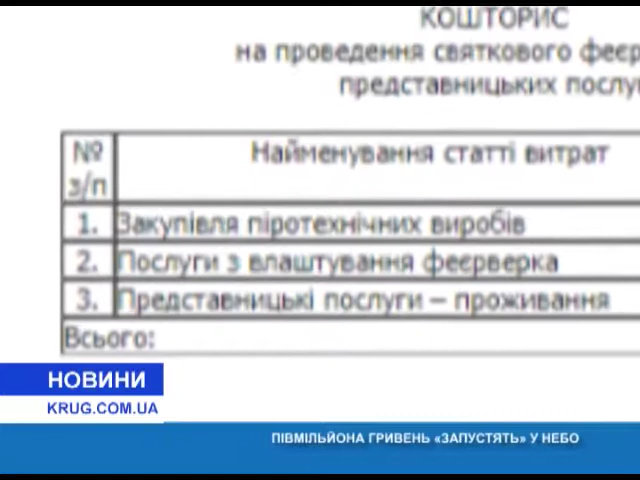 КОШТОРИС
на проведення святкового феєр
представницьких послуг
№ з/п
Найменування статті витрат
1. Закупівля піротехнічних виробів
2. Послуги з влаштування феєрверка
3. Представницькі послуги – проживання
Всього:
НОВИНИ
KRUG.COM.UA
ПІВМІЛЬЙОНА ГРИВЕНЬ «ЗАПУСТЯТЬ» У НЕБО